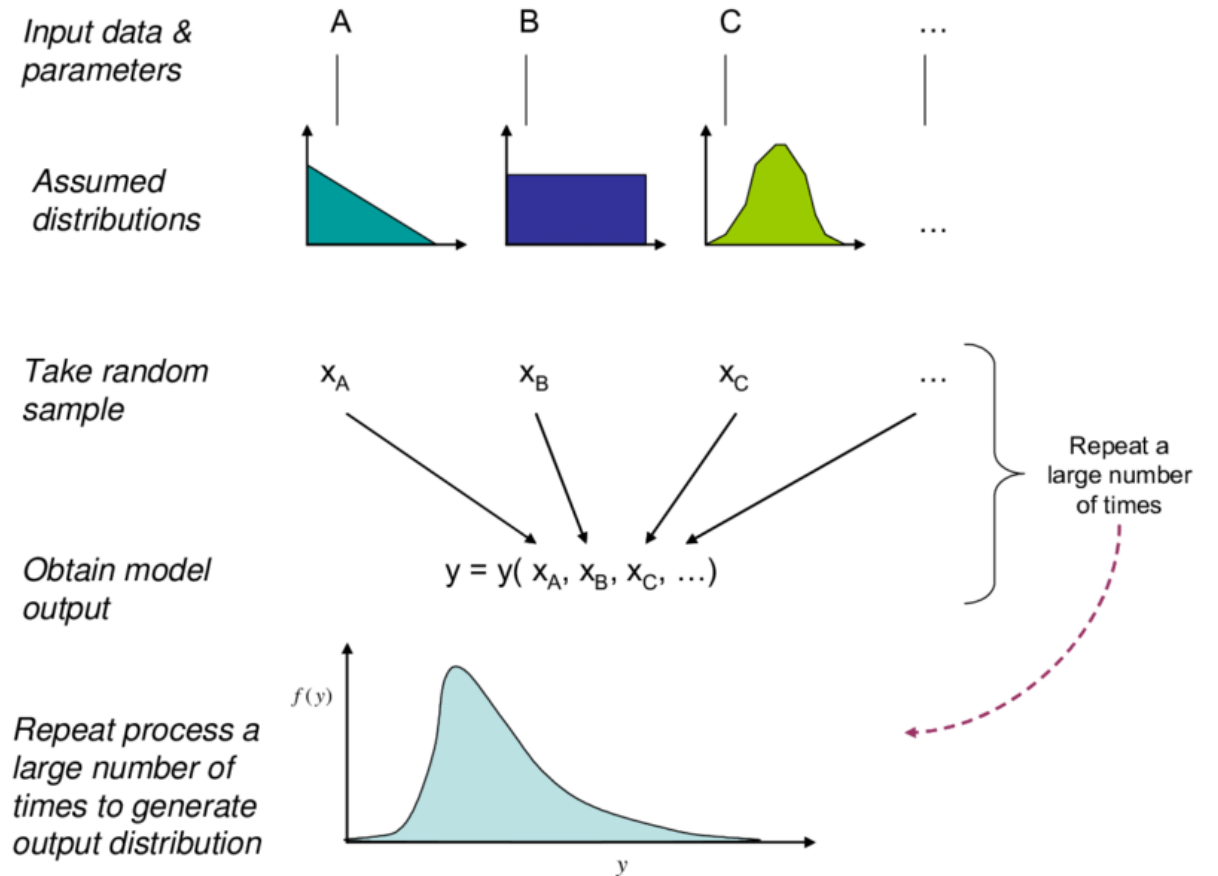 Input data &
parameters
A
B
C
...
Assumed
distributions
...
Take random
sample
x_A
x_B
x_C
...
Repeat a
large number
of times
Obtain model
output
y = y( x_A, x_B, x_C, ...)
Repeat process a
large number of
times to generate
output distribution
f(y)
y